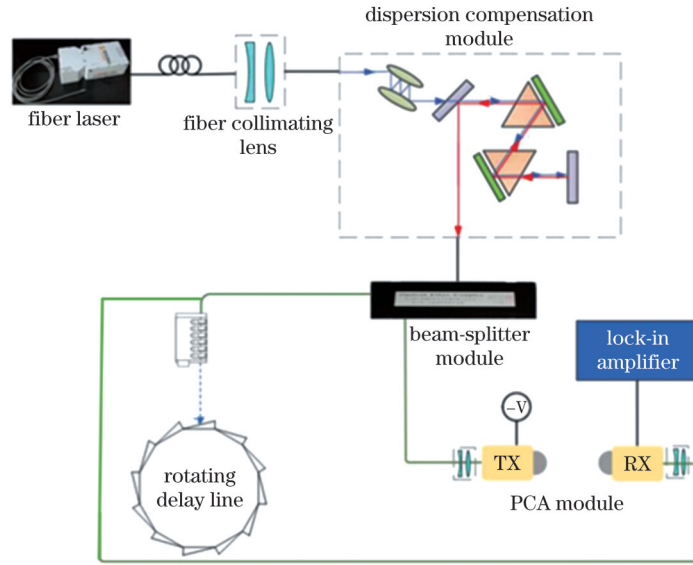 dispersion compensation
module
fiber laser
fiber collimating
lens
beam-splitter
module
lock-in
amplifier
−V
rotating
delay line
TX
RX
PCA module